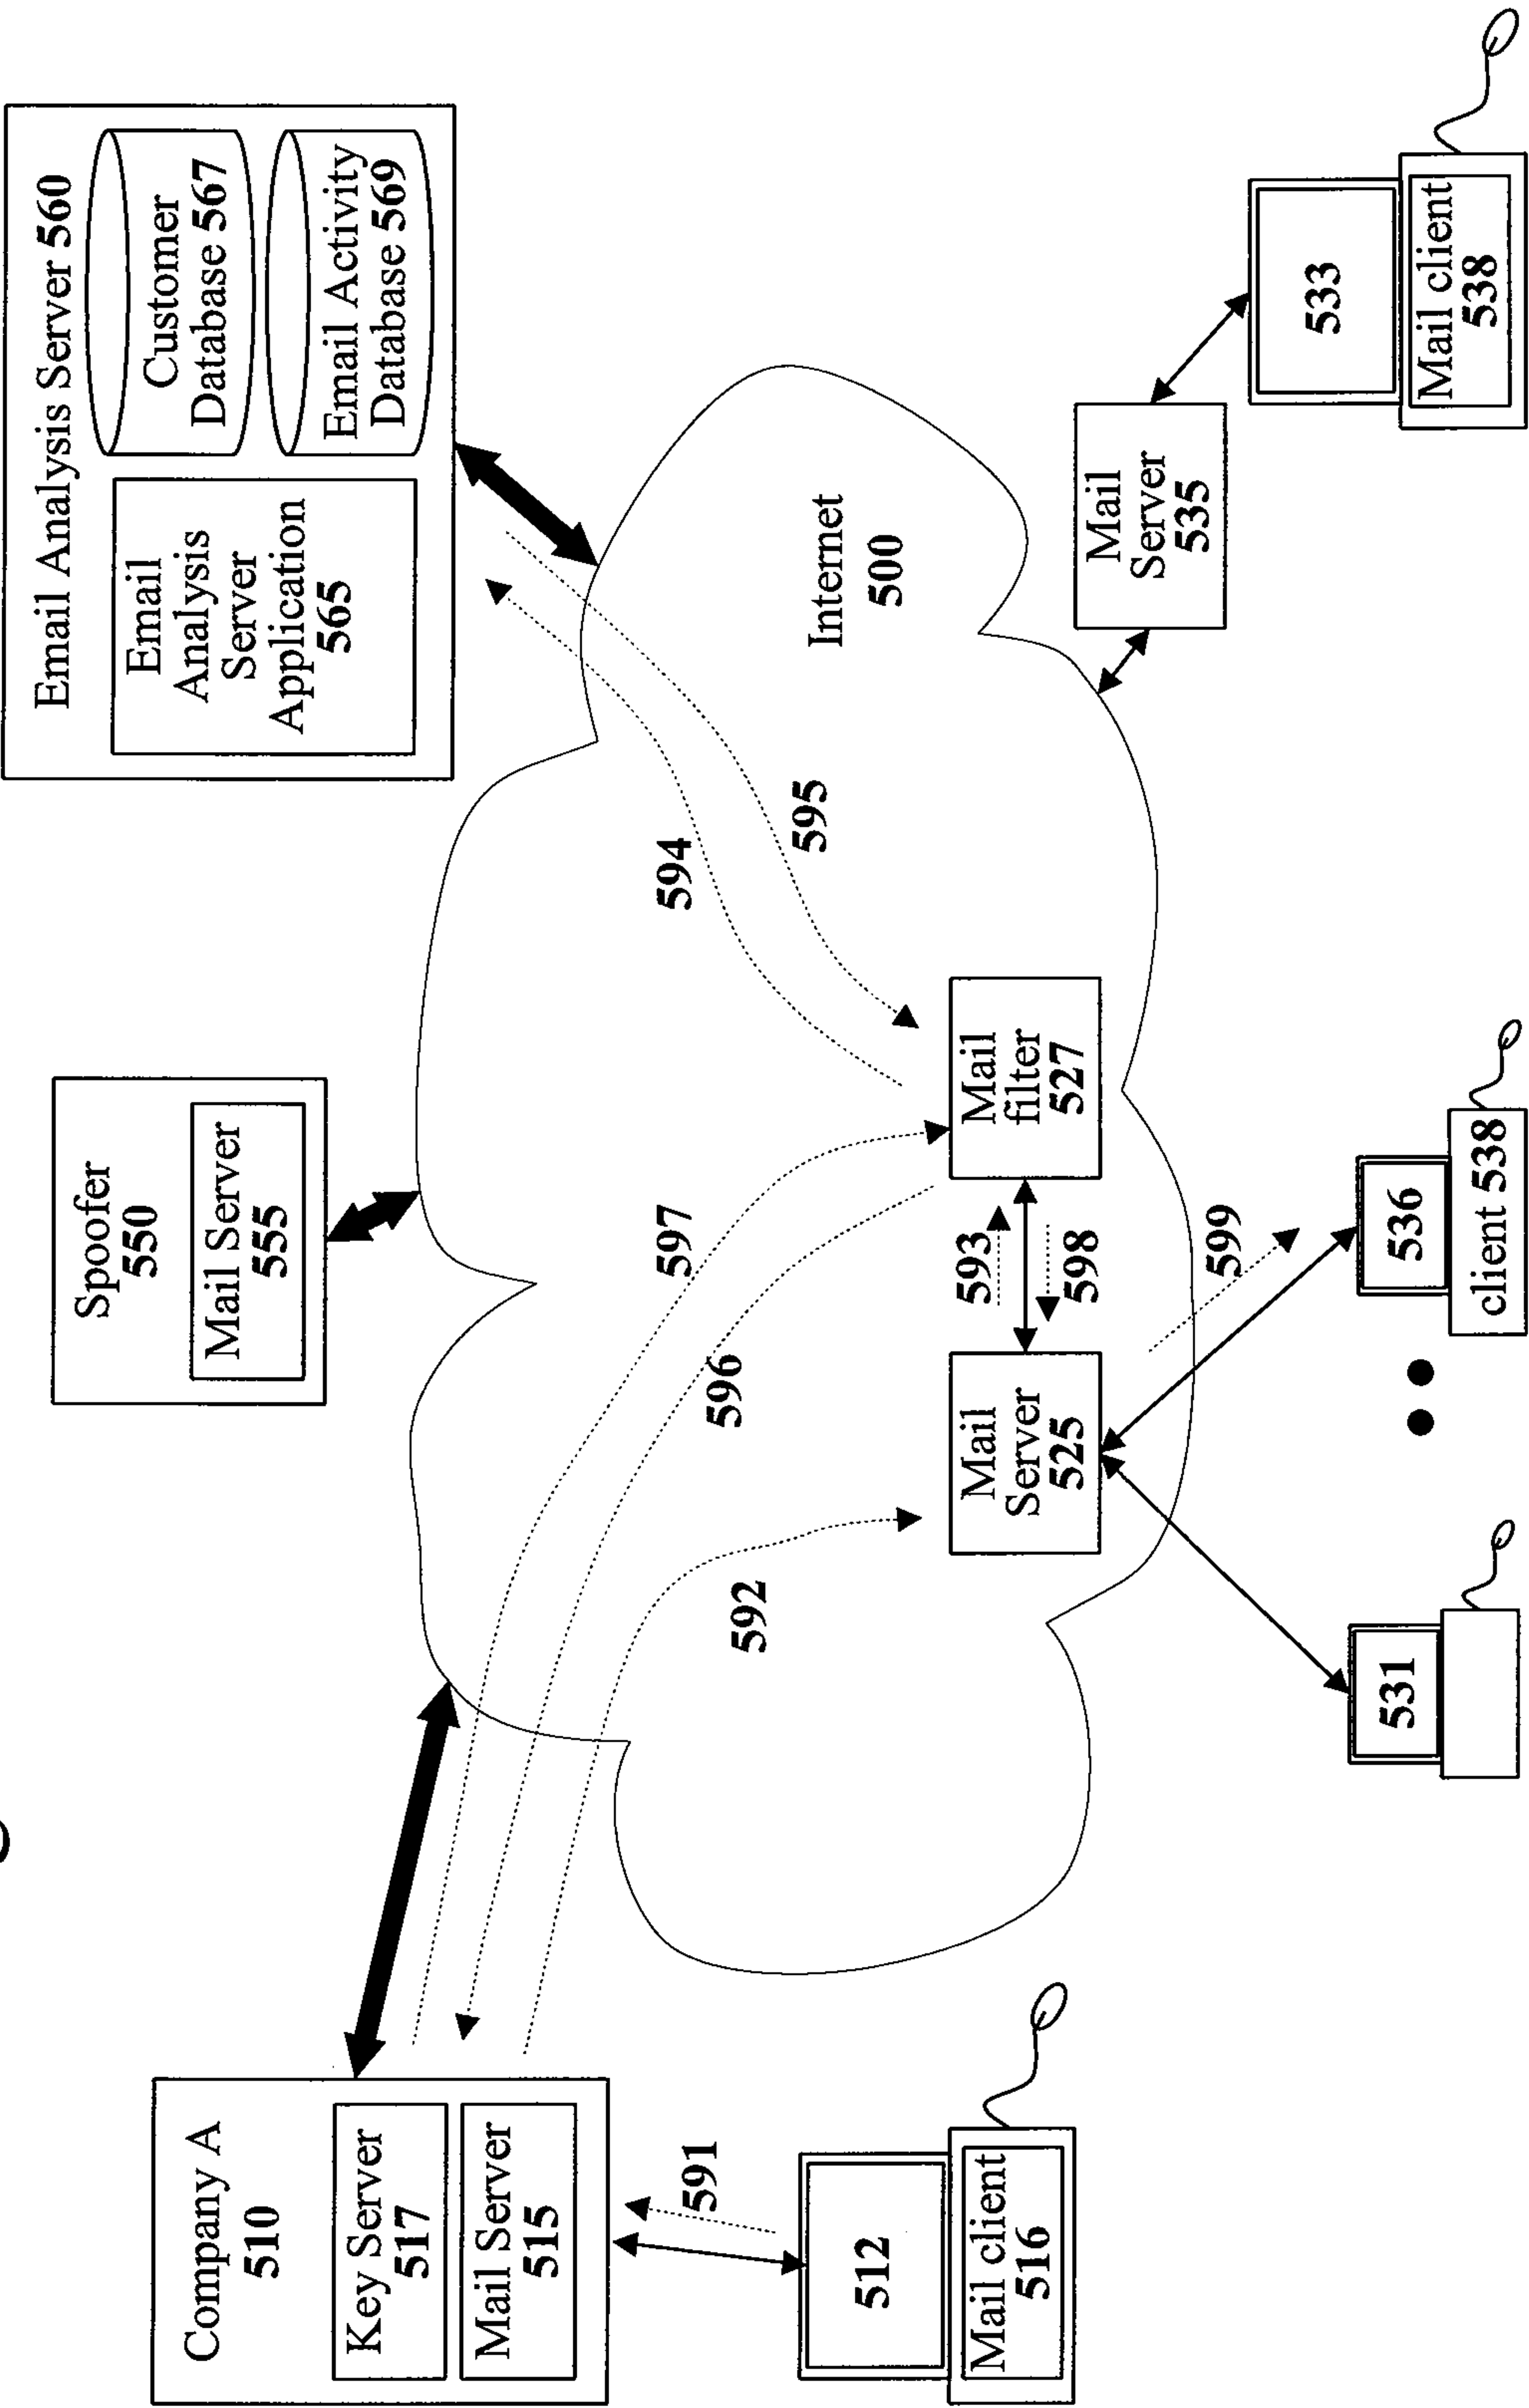 Company A
510
Key Server
517
Mail Server
515
591
512
Mail client
516
Spoofer
550
Mail Server
555
Email Analysis Server 560
Email
Analysis
Server
Application
565
Customer
Database 567
Email Activity
Database 569
597
596
592
594
595
Internet
500
Mail
Server
525
593
598
Mail
filter
527
599
Mail
Server
535
531
536
client 538
533
Mail client
538